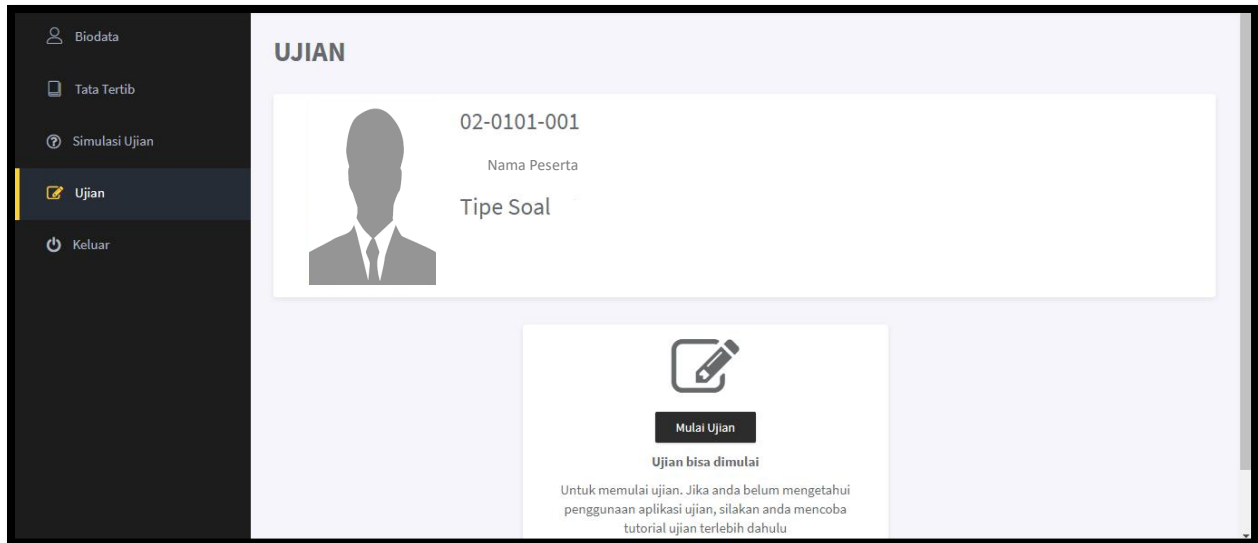 Biodata
Tata Tertib
Simulasi Ujian
Ujian
Keluar
UJIAN
02-0101-001
Nama Peserta
Tipe Soal
Mulai Ujian
Ujian bisa dimulai
Untuk memulai ujian. Jika anda belum mengetahui
penggunaan aplikasi ujian, silakan anda mencoba
tutorial ujian terlebih dahulu